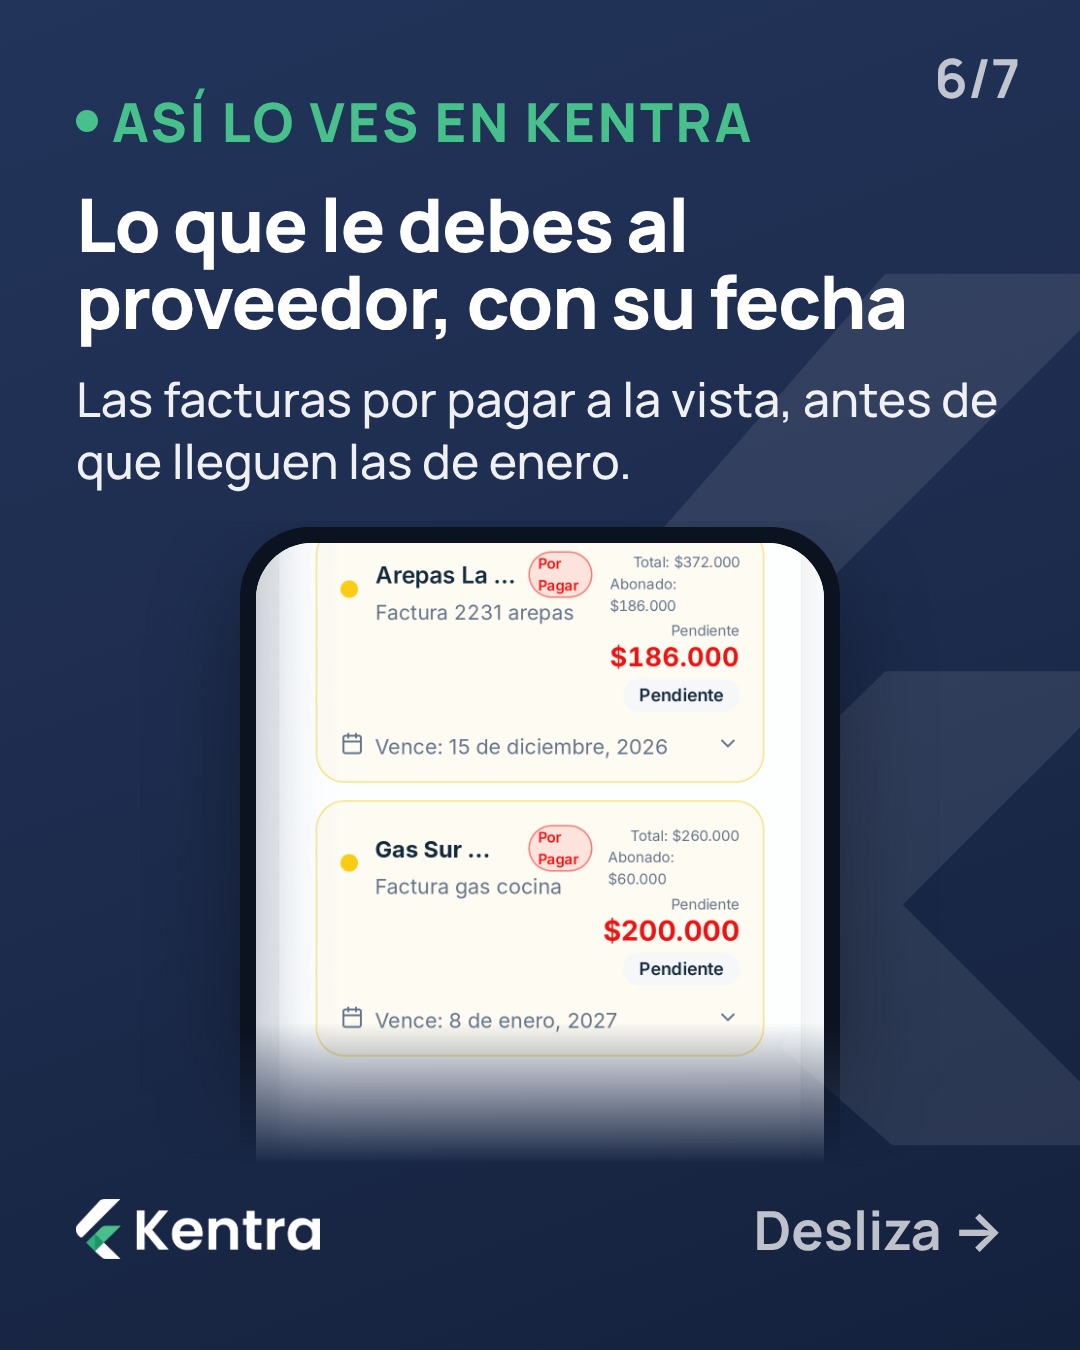 6/7
ASÍ LO VES EN KENTRA
Lo que le debes al
proveedor, con su fecha
Las facturas por pagar a la vista, antes de
que lleguen las de enero.
Arepas La ...
Por
Pagar
Factura 2231 arepas
Total: $372.000
Abonado:
$186.000
Pendiente
$186.000
Pendiente
Vence: 15 de diciembre, 2026
Gas Sur ...
Por
Pagar
Factura gas cocina
Total: $260.000
Abonado:
$60.000
Pendiente
$200.000
Pendiente
Vence: 8 de enero, 2027
Kentra
Desliza →